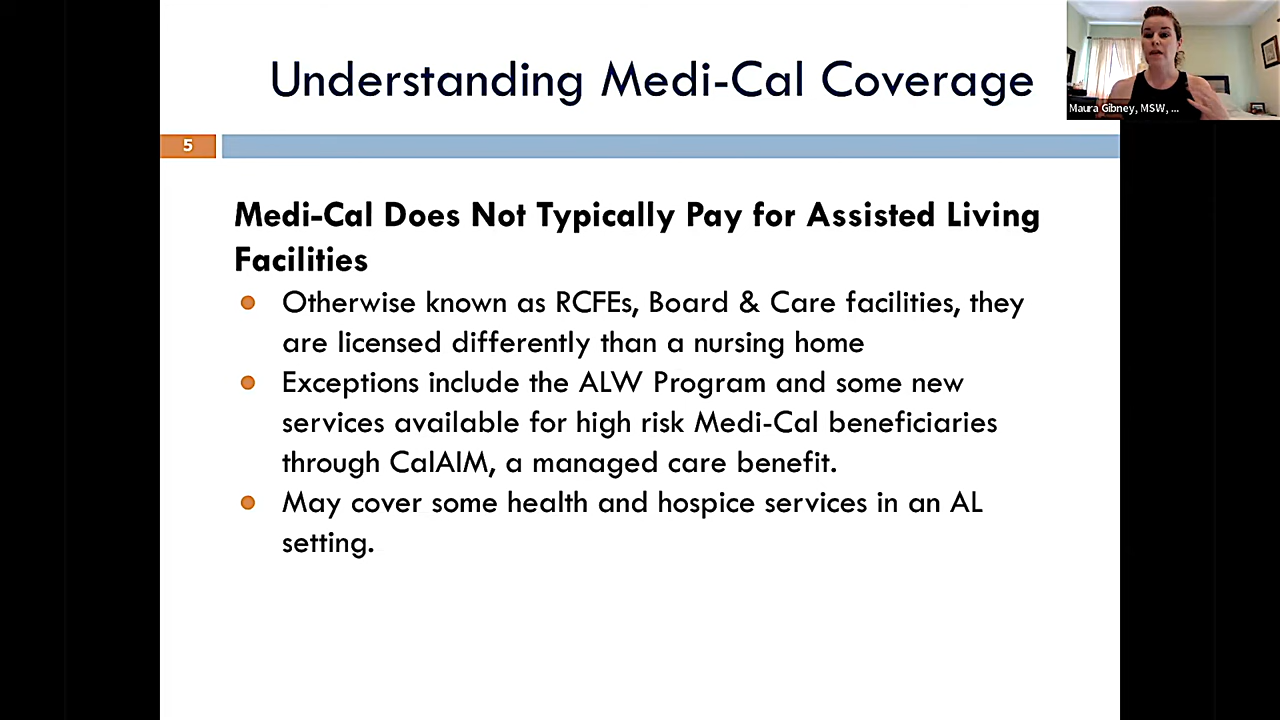 Understanding Medi-Cal Coverage
Maura Gibney, MSW, ...
5
Medi-Cal Does Not Typically Pay for Assisted Living
Facilities
Otherwise known as RCFEs, Board & Care facilities, they
are licensed differently than a nursing home
Exceptions include the ALW Program and some new
services available for high risk Medi-Cal beneficiaries
through CalAIM, a managed care benefit.
May cover some health and hospice services in an AL
setting.